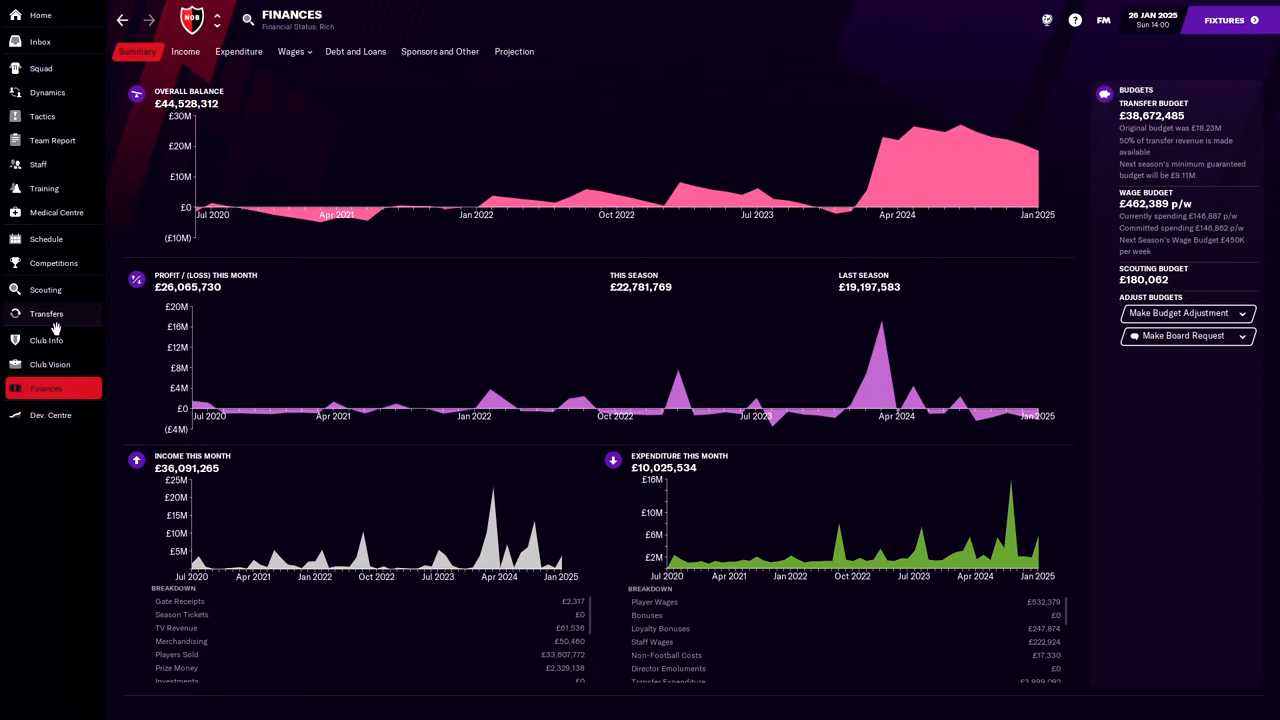 Home
Inbox
Squad
Dynamics
Tactics
Team Report
Staff
Training
Medical Centre
Schedule
Competitions
Scouting
Transfers
Club Info
Club Vision
Finances
Dev. Centre
NOB
FINANCES
Financial Status: Rich
?
FM
26 JAN 2025
Sun 14:00
FIXTURES
Summary
Income
Expenditure
Wages
Debt and Loans
Sponsors and Other
Projection
OVERALL BALANCE
£44,528,312
£30M
£20M
£10M
£0
(£10M)
Jul 2020
Apr 2021
Jan 2022
Oct 2022
Jul 2023
Apr 2024
Jan 2025
PROFIT / (LOSS) THIS MONTH
£26,065,730
THIS SEASON
£22,781,769
LAST SEASON
£19,197,583
£20M
£16M
£12M
£8M
£4M
£0
(£4M)
Jul 2020
Apr 2021
Jan 2022
Oct 2022
Jul 2023
Apr 2024
Jan 2025
INCOME THIS MONTH
£36,091,265
£25M
£20M
£15M
£10M
£5M
Jul 2020
Apr 2021
Jan 2022
Oct 2022
Jul 2023
Apr 2024
Jan 2025
BREAKDOWN
Gate Receipts £2,317
Season Tickets £0
TV Revenue £61,536
Merchandising £50,460
Players Sold £33,607,772
Prize Money £2,329,138
Investments £0
EXPENDITURE THIS MONTH
£10,025,534
£16M
£10M
£6M
£2M
Jul 2020
Apr 2021
Jan 2022
Oct 2022
Jul 2023
Apr 2024
Jan 2025
BREAKDOWN
Player Wages £532,379
Bonuses £0
Loyalty Bonuses £247,874
Staff Wages £222,924
Non-Football Costs £17,330
Director Emoluments £0
Transfer Expenditure £3,999,092
BUDGETS
TRANSFER BUDGET
£38,672,485
Original budget was £18.23M
50% of transfer revenue is made
available
Next season's minimum guaranteed
budget will be £9.11M.
WAGE BUDGET
£462,389 p/w
Currently spending £146,887 p/w
Committed spending £146,862 p/w
Next Season's Wage Budget £450K
per week
SCOUTING BUDGET
£180,062
ADJUST BUDGETS
Make Budget Adjustment
Make Board Request